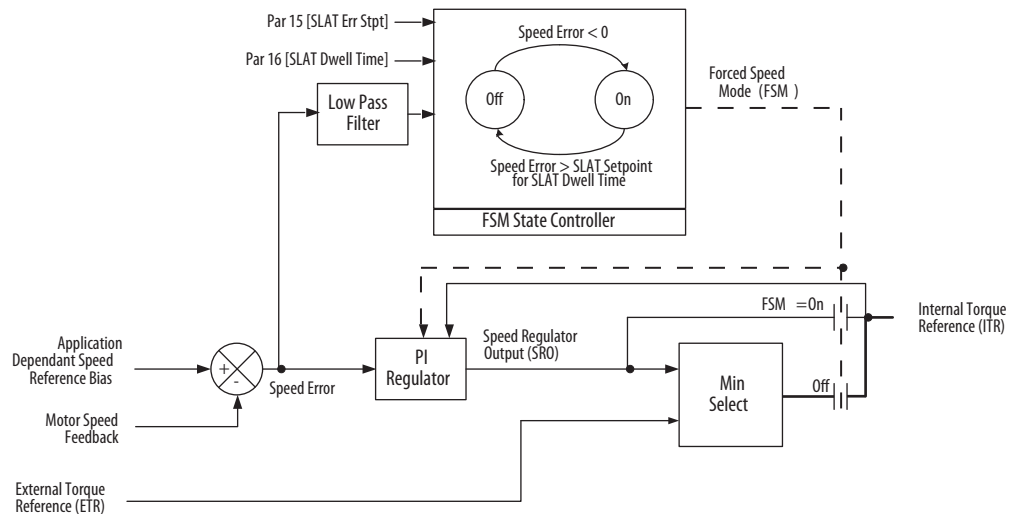 Par 15 [SLAT Err Stpt]
Par 16 [SLAT Dwell Time]
Low Pass
Filter
Speed Error < 0
Off
On
Speed Error > SLAT Setpoint
for SLAT Dwell Time
FSM State Controller
Forced Speed
Mode (FSM )
Application
Dependant Speed
Reference Bias
+
-
Speed Error
Motor Speed
Feedback
PI
Regulator
Speed Regulator
Output (SRO)
Min
Select
FSM =On
Off
Internal Torque
Reference (ITR)
External Torque
Reference (ETR)